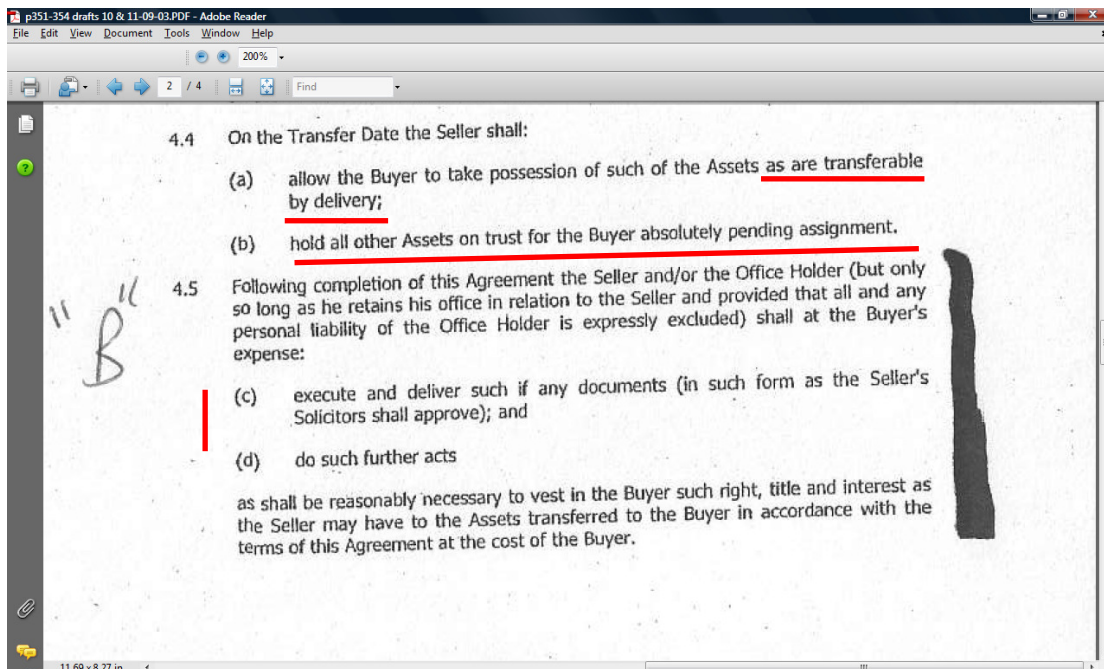 p351-354 drafts 10 & 11-09-03.PDF - Adobe Reader
File Edit View Document Tools Window Help
200%
2 / 4 Find
4.4 On the Transfer Date the Seller shall:
(a) allow the Buyer to take possession of such of the Assets as are transferable
by delivery;
(b) hold all other Assets on trust for the Buyer absolutely pending assignment.
4.5 Following completion of this Agreement the Seller and/or the Office Holder (but only
so long as he retains his office in relation to the Seller and provided that all and any
personal liability of the Office Holder is expressly excluded) shall at the Buyer's
expense:
"B"
(c) execute and deliver such if any documents (in such form as the Seller's
Solicitors shall approve); and
(d) do such further acts
as shall be reasonably necessary to vest in the Buyer such right, title and interest as
the Seller may have to the Assets transferred to the Buyer in accordance with the
terms of this Agreement at the cost of the Buyer.
11.69 x 8.27 in